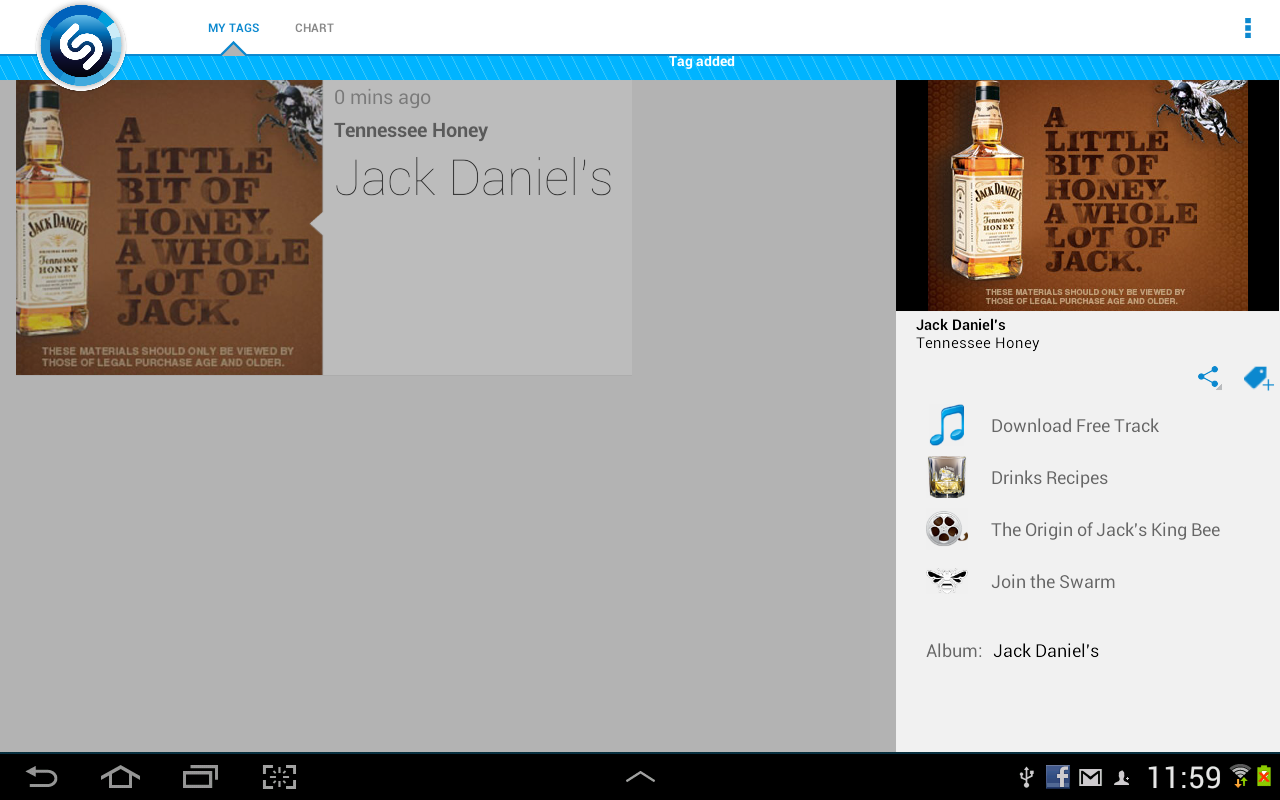 MY TAGS
CHART
Tag added
A
LITTLE
BIT OF
HONEY.
A WHOLE
LOT OF
JACK.
JACK DANIEL'S
Tennessee
HONEY
THESE MATERIALS SHOULD ONLY BE VIEWED BY
THOSE OF LEGAL PURCHASE AGE AND OLDER.
0 mins ago
Tennessee Honey
Jack Daniel's
A
LITTLE
BIT OF
HONEY.
A WHOLE
LOT OF
JACK.
JACK DANIEL'S
Tennessee
HONEY
THESE MATERIALS SHOULD ONLY BE VIEWED BY
THOSE OF LEGAL PURCHASE AGE AND OLDER.
Jack Daniel's
Tennessee Honey
Download Free Track
Drinks Recipes
The Origin of Jack's King Bee
Join the Swarm
Album: Jack Daniel's
11:59